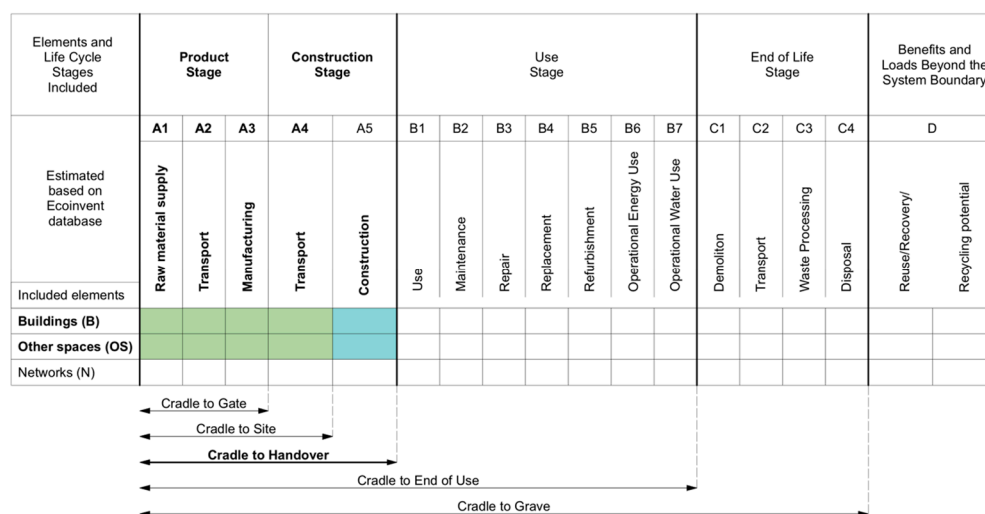 Elements and
Life Cycle
Stages
Included
Product
Stage
Construction
Stage
Use
Stage
End of Life
Stage
Benefits and
Loads Beyond the
System Boundary
A1 A2 A3 A4 A5 B1 B2 B3 B4 B5 B6 B7 C1 C2 C3 C4 D
Ecoimated
based on
Ecoinvent
database
Raw material supply
Transport
Manufacturing
Transport
Construction
Use
Maintenance
Repair
Replacement
Refurbishment
Operational Energy Use
Operational Water Use
Demoliton
Transport
Waste Processing
Disposal
Reuse/Recovery/
Recycling potential
Included elements
Buildings (B)
Other spaces (OS)
Networks (N)
Cradle to Gate
Cradle to Site
Cradle to Handover
Cradle to End of Use
Cradle to Grave